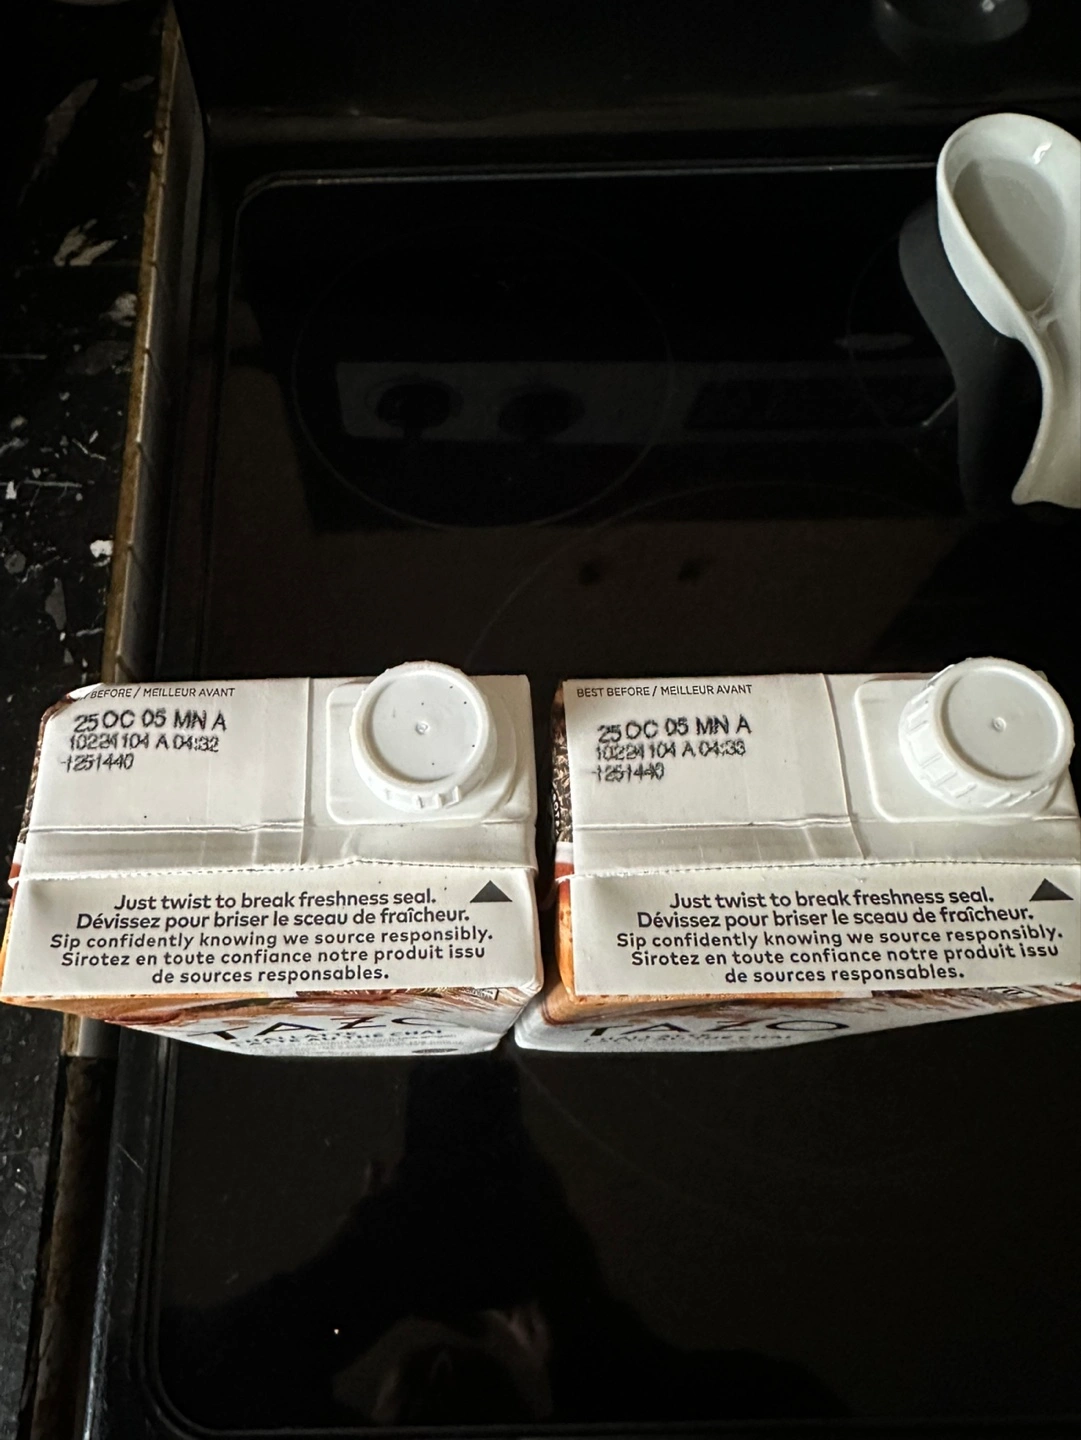 BEFORE / MEILLEUR AVANT
25 OC 05 MN A
10224104 A 04:32
1251440
Just twist to break freshness seal.
Dévissez pour briser le sceau de fraîcheur.
Sip confidently knowing we source responsibly.
Sirotez en toute confiance notre produit issu
de sources responsables.
TAZO
BEST BEFORE / MEILLEUR AVANT
25 OC 05 MN A
10224104 A 04:33
1251440
Just twist to break freshness seal.
Dévissez pour briser le sceau de fraîcheur.
Sip confidently knowing we source responsibly.
Sirotez en toute confiance notre produit issu
de sources responsables.
TAZO